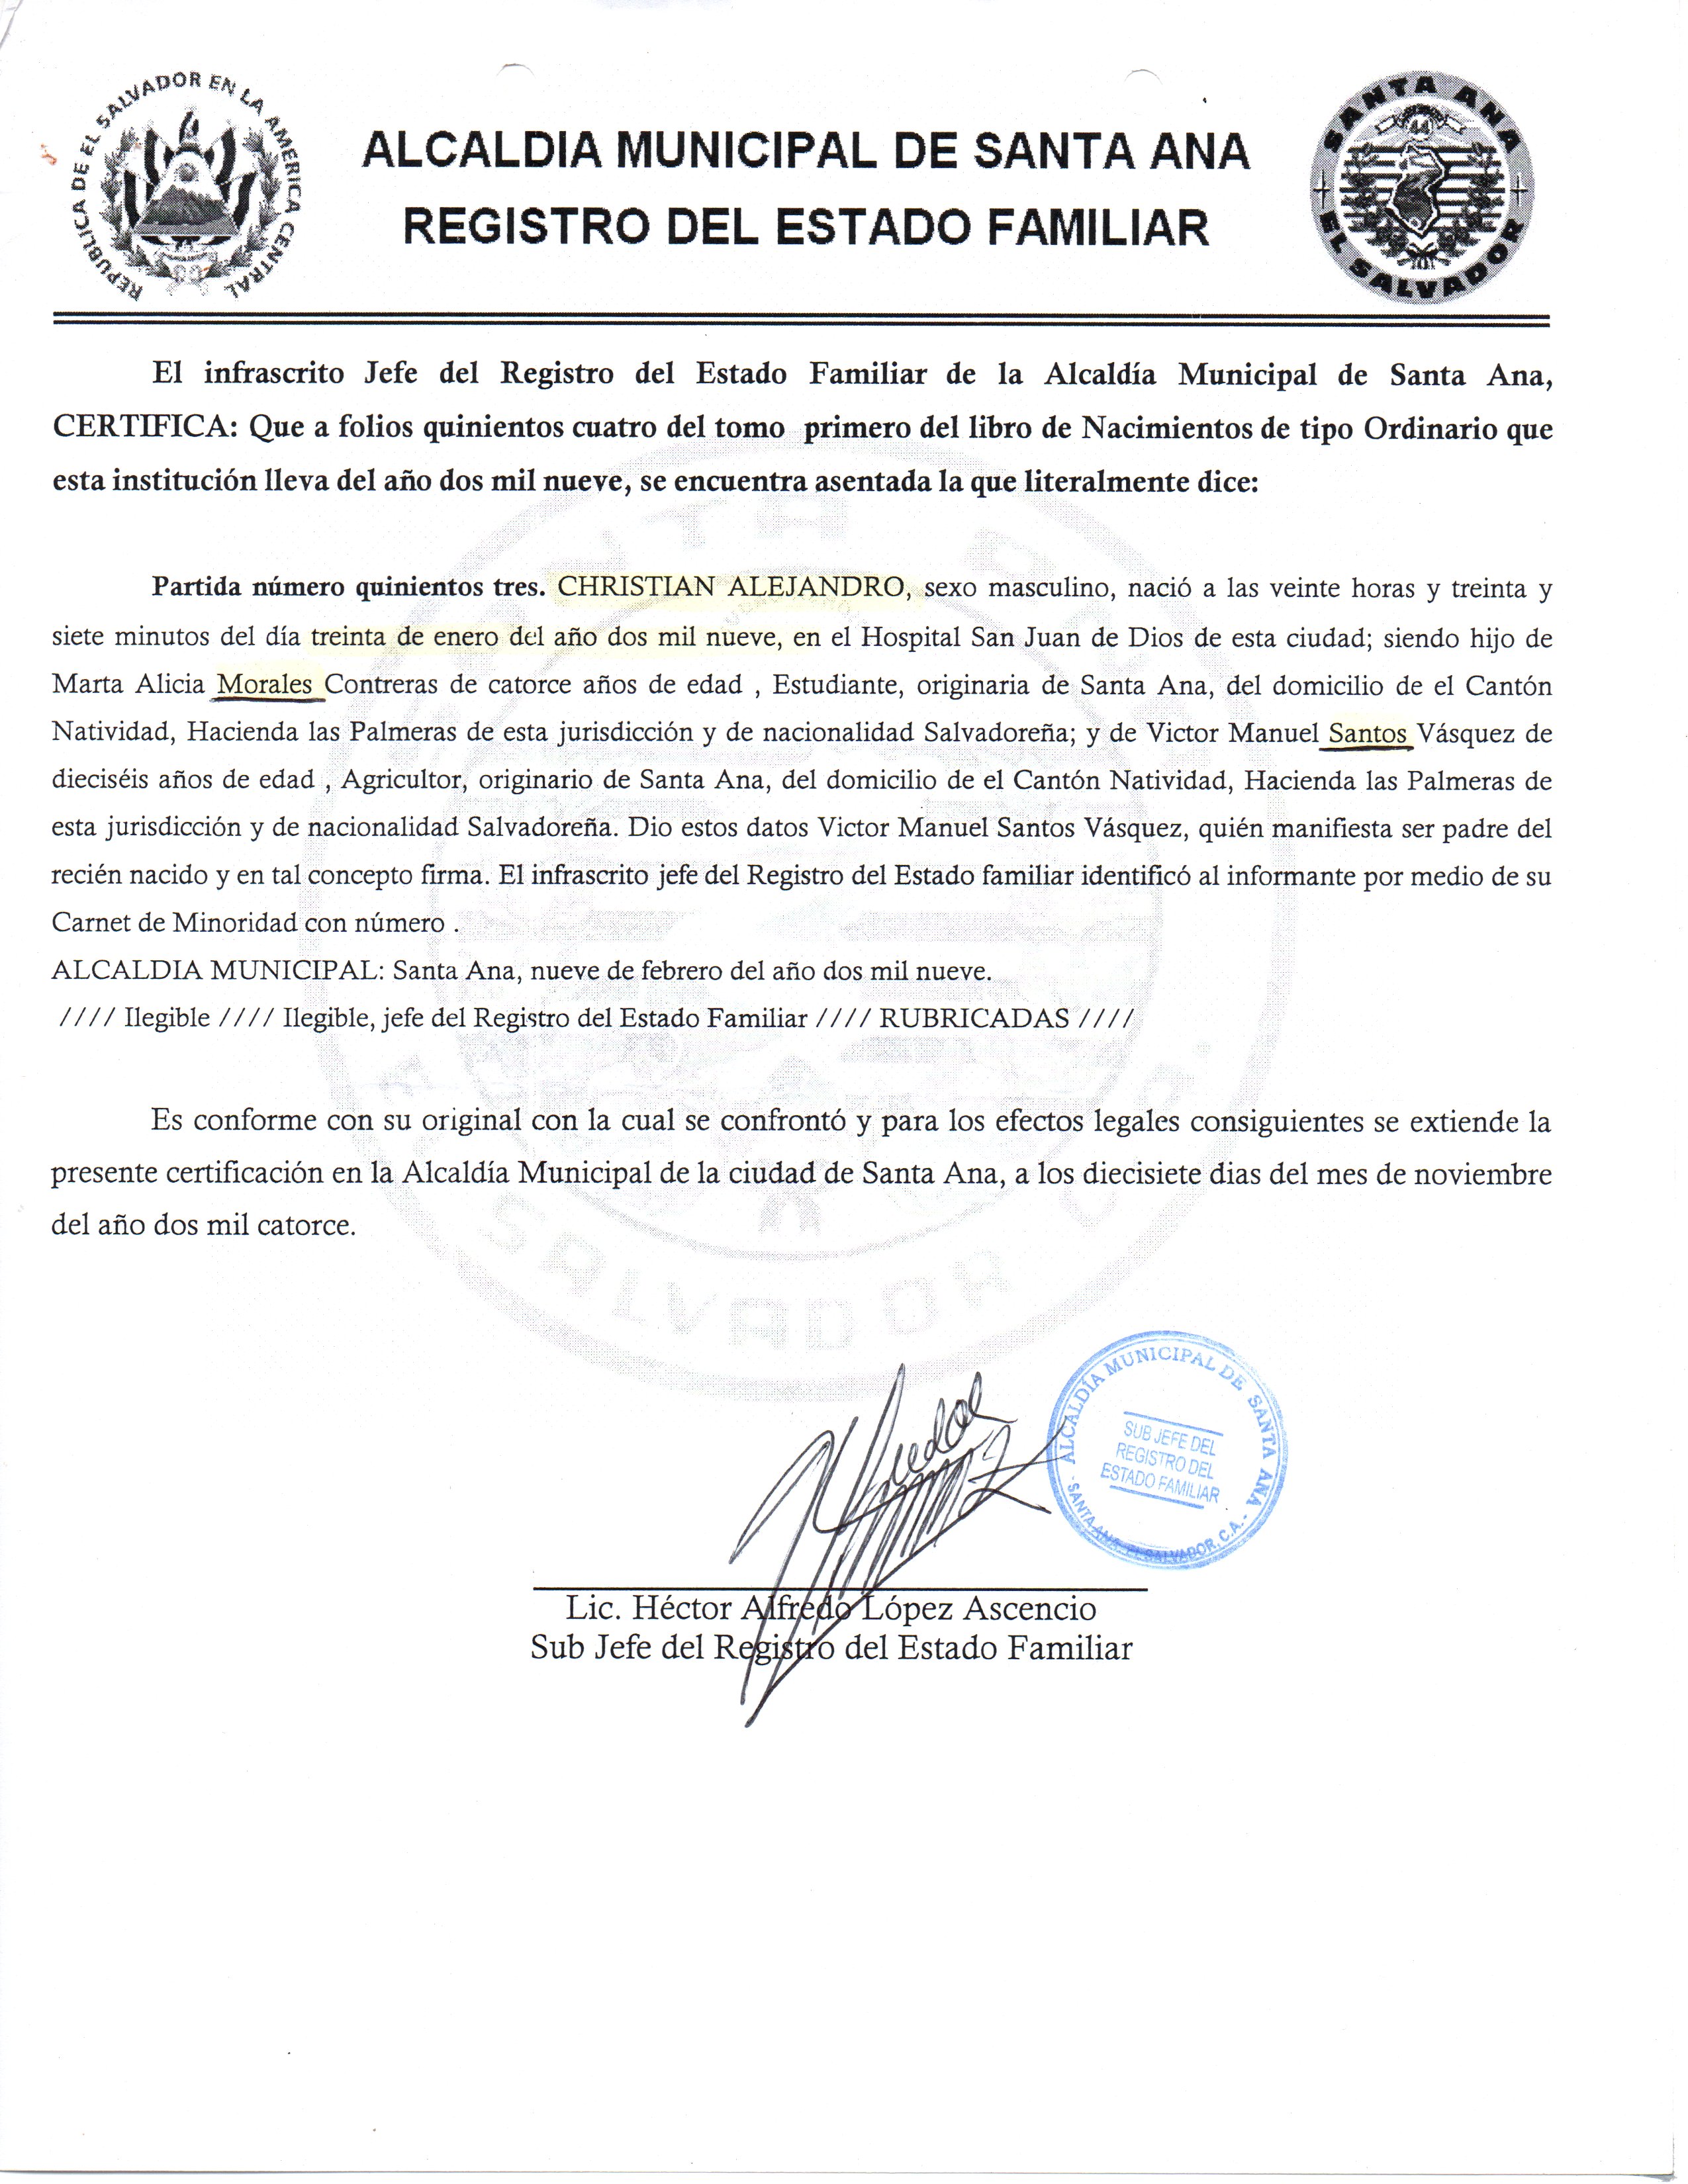 REPUBLICA DE EL SALVADOR EN LA AMERICA CENTRAL
ALCALDIA MUNICIPAL DE SANTA ANA
REGISTRO DEL ESTADO FAMILIAR
SANTA ANA
44
EL SALVADOR
El infrascrito Jefe del Registro del Estado Familiar de la Alcaldía Municipal de Santa Ana,
CERTIFICA: Que a folios quinientos cuatro del tomo primero del libro de Nacimientos de tipo Ordinario que
esta institución lleva del año dos mil nueve, se encuentra asentada la que literalmente dice:
Partida número quinientos tres. CHRISTIAN ALEJANDRO, sexo masculino, nació a las veinte horas y treinta y
siete minutos del día treinta de enero del año dos mil nueve, en el Hospital San Juan de Dios de esta ciudad; siendo hijo de
Marta Alicia Morales Contreras de catorce años de edad , Estudiante, originaria de Santa Ana, del domicilio de el Cantón
Natividad, Hacienda las Palmeras de esta jurisdicción y de nacionalidad Salvadoreña; y de Victor Manuel Santos Vásquez de
dieciséis años de edad , Agricultor, originario de Santa Ana, del domicilio de el Cantón Natividad, Hacienda las Palmeras de
esta jurisdicción y de nacionalidad Salvadoreña. Dio estos datos Victor Manuel Santos Vásquez, quién manifiesta ser padre del
recién nacido y en tal concepto firma. El infrascrito jefe del Registro del Estado familiar identificó al informante por medio de su
Carnet de Minoridad con número .
ALCALDIA MUNICIPAL: Santa Ana, nueve de febrero del año dos mil nueve.
//// Ilegible //// Ilegible, jefe del Registro del Estado Familiar //// RUBRICADAS ////
Es conforme con su original con la cual se confrontó y para los efectos legales consiguientes se extiende la
presente certificación en la Alcaldía Municipal de la ciudad de Santa Ana, a los diecisiete dias del mes de noviembre
del año dos mil catorce.
ALCALDÍA MUNICIPAL DE SANTA ANA
SUB JEFE DEL
REGISTRO DEL
ESTADO FAMILIAR
SANTA ANA, EL SALVADOR, C.A.
Lic. Héctor Alfredo López Ascencio
Sub Jefe del Registro del Estado Familiar